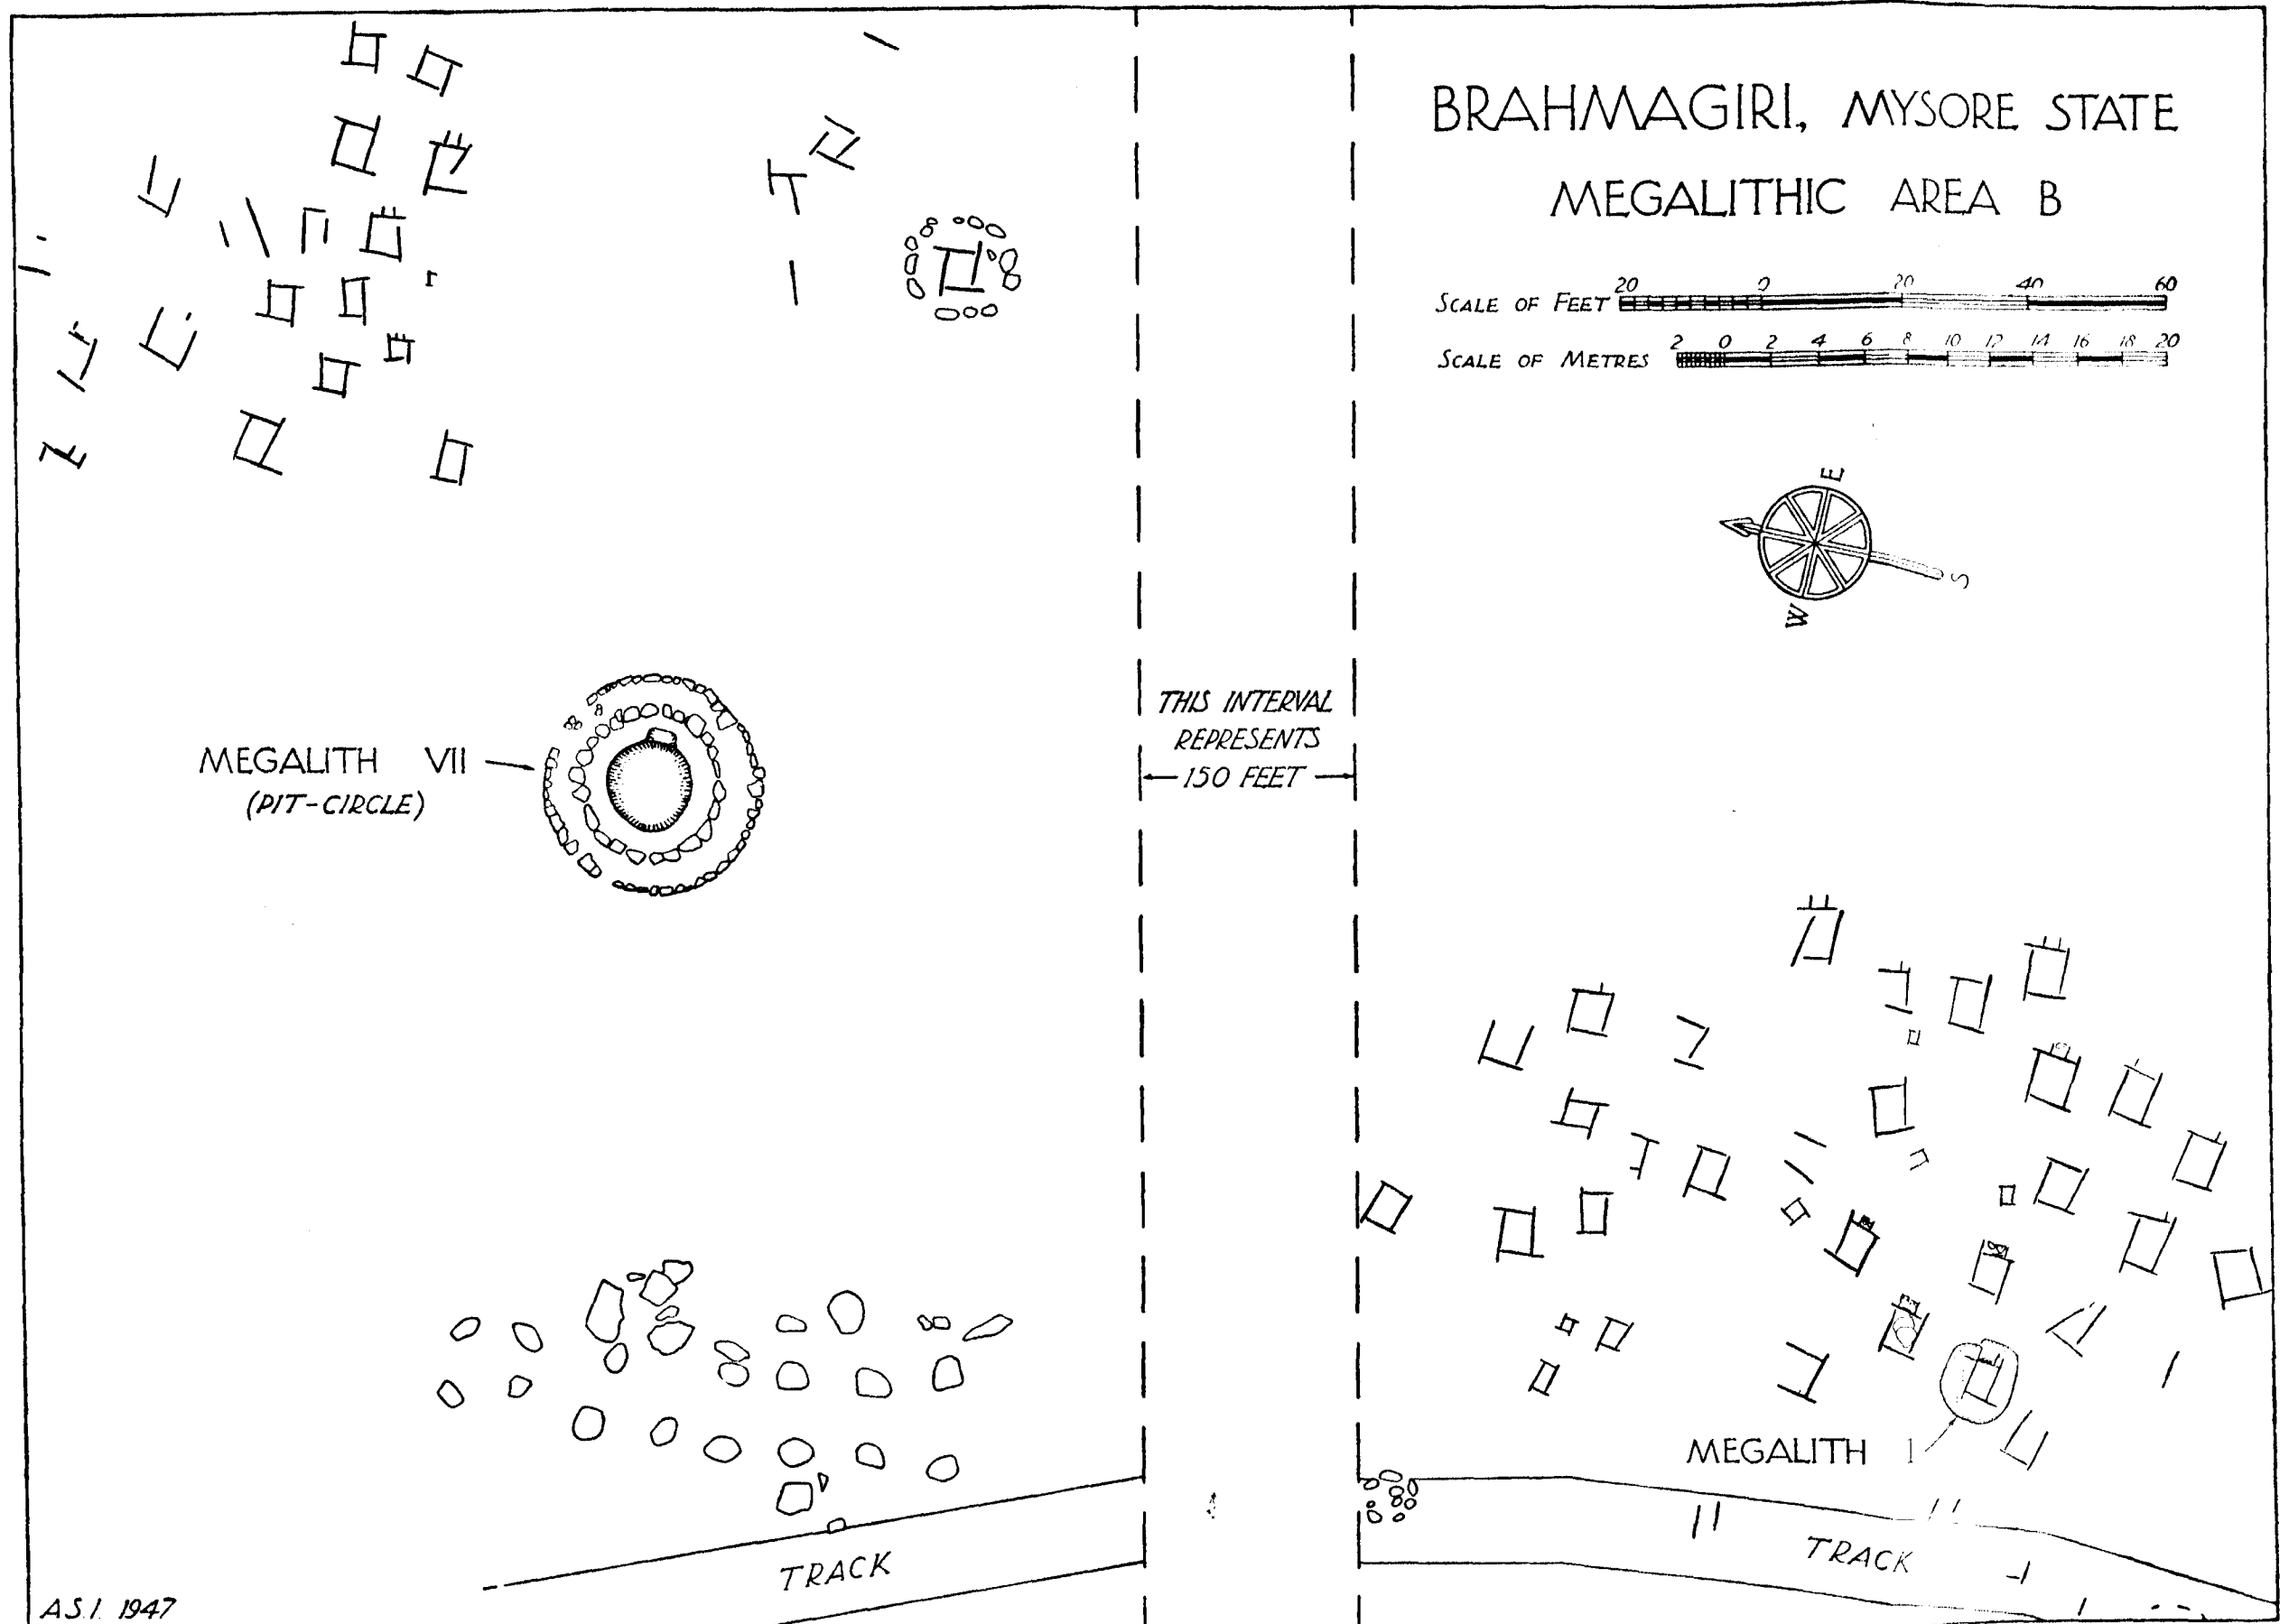 BRAHMAGIRI, MYSORE STATE
MEGALITHIC AREA B
20 0 20 40 60
SCALE OF FEET
2 0 2 4 6 8 10 12 14 16 18 20
SCALE OF METRES
E
S
W
THIS INTERVAL
REPRESENTS
150 FEET
MEGALITH VII
(PIT-CIRCLE)
MEGALITH I
TRACK
TRACK
A.S.I. 1947